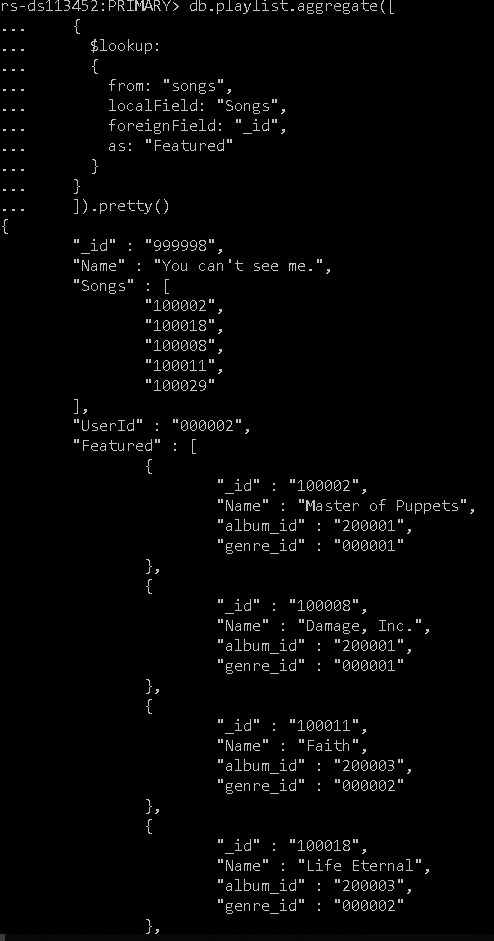 rs-ds113452:PRIMARY> db.playlist.aggregate([
... {
... $lookup:
... {
... from: "songs",
... localField: "Songs",
... foreignField: "_id",
... as: "Featured"
... }
... }
... ]).pretty()
{
"_id" : "999998",
"Name" : "You can't see me.",
"Songs" : [
"100002",
"100018",
"100008",
"100011",
"100029"
],
"UserId" : "000002",
"Featured" : [
{
"_id" : "100002",
"Name" : "Master of Puppets",
"album_id" : "200001",
"genre_id" : "000001"
},
{
"_id" : "100008",
"Name" : "Damage, Inc.",
"album_id" : "200001",
"genre_id" : "000001"
},
{
"_id" : "100011",
"Name" : "Faith",
"album_id" : "200003",
"genre_id" : "000002"
},
{
"_id" : "100018",
"Name" : "Life Eternal",
"album_id" : "200003",
"genre_id" : "000002"
},